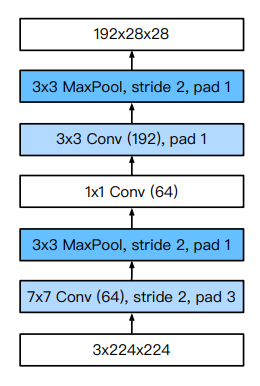 192x28x28
3x3 MaxPool, stride 2, pad 1
3x3 Conv (192), pad 1
1x1 Conv (64)
3x3 MaxPool, stride 2, pad 1
7x7 Conv (64), stride 2, pad 3
3x224x224